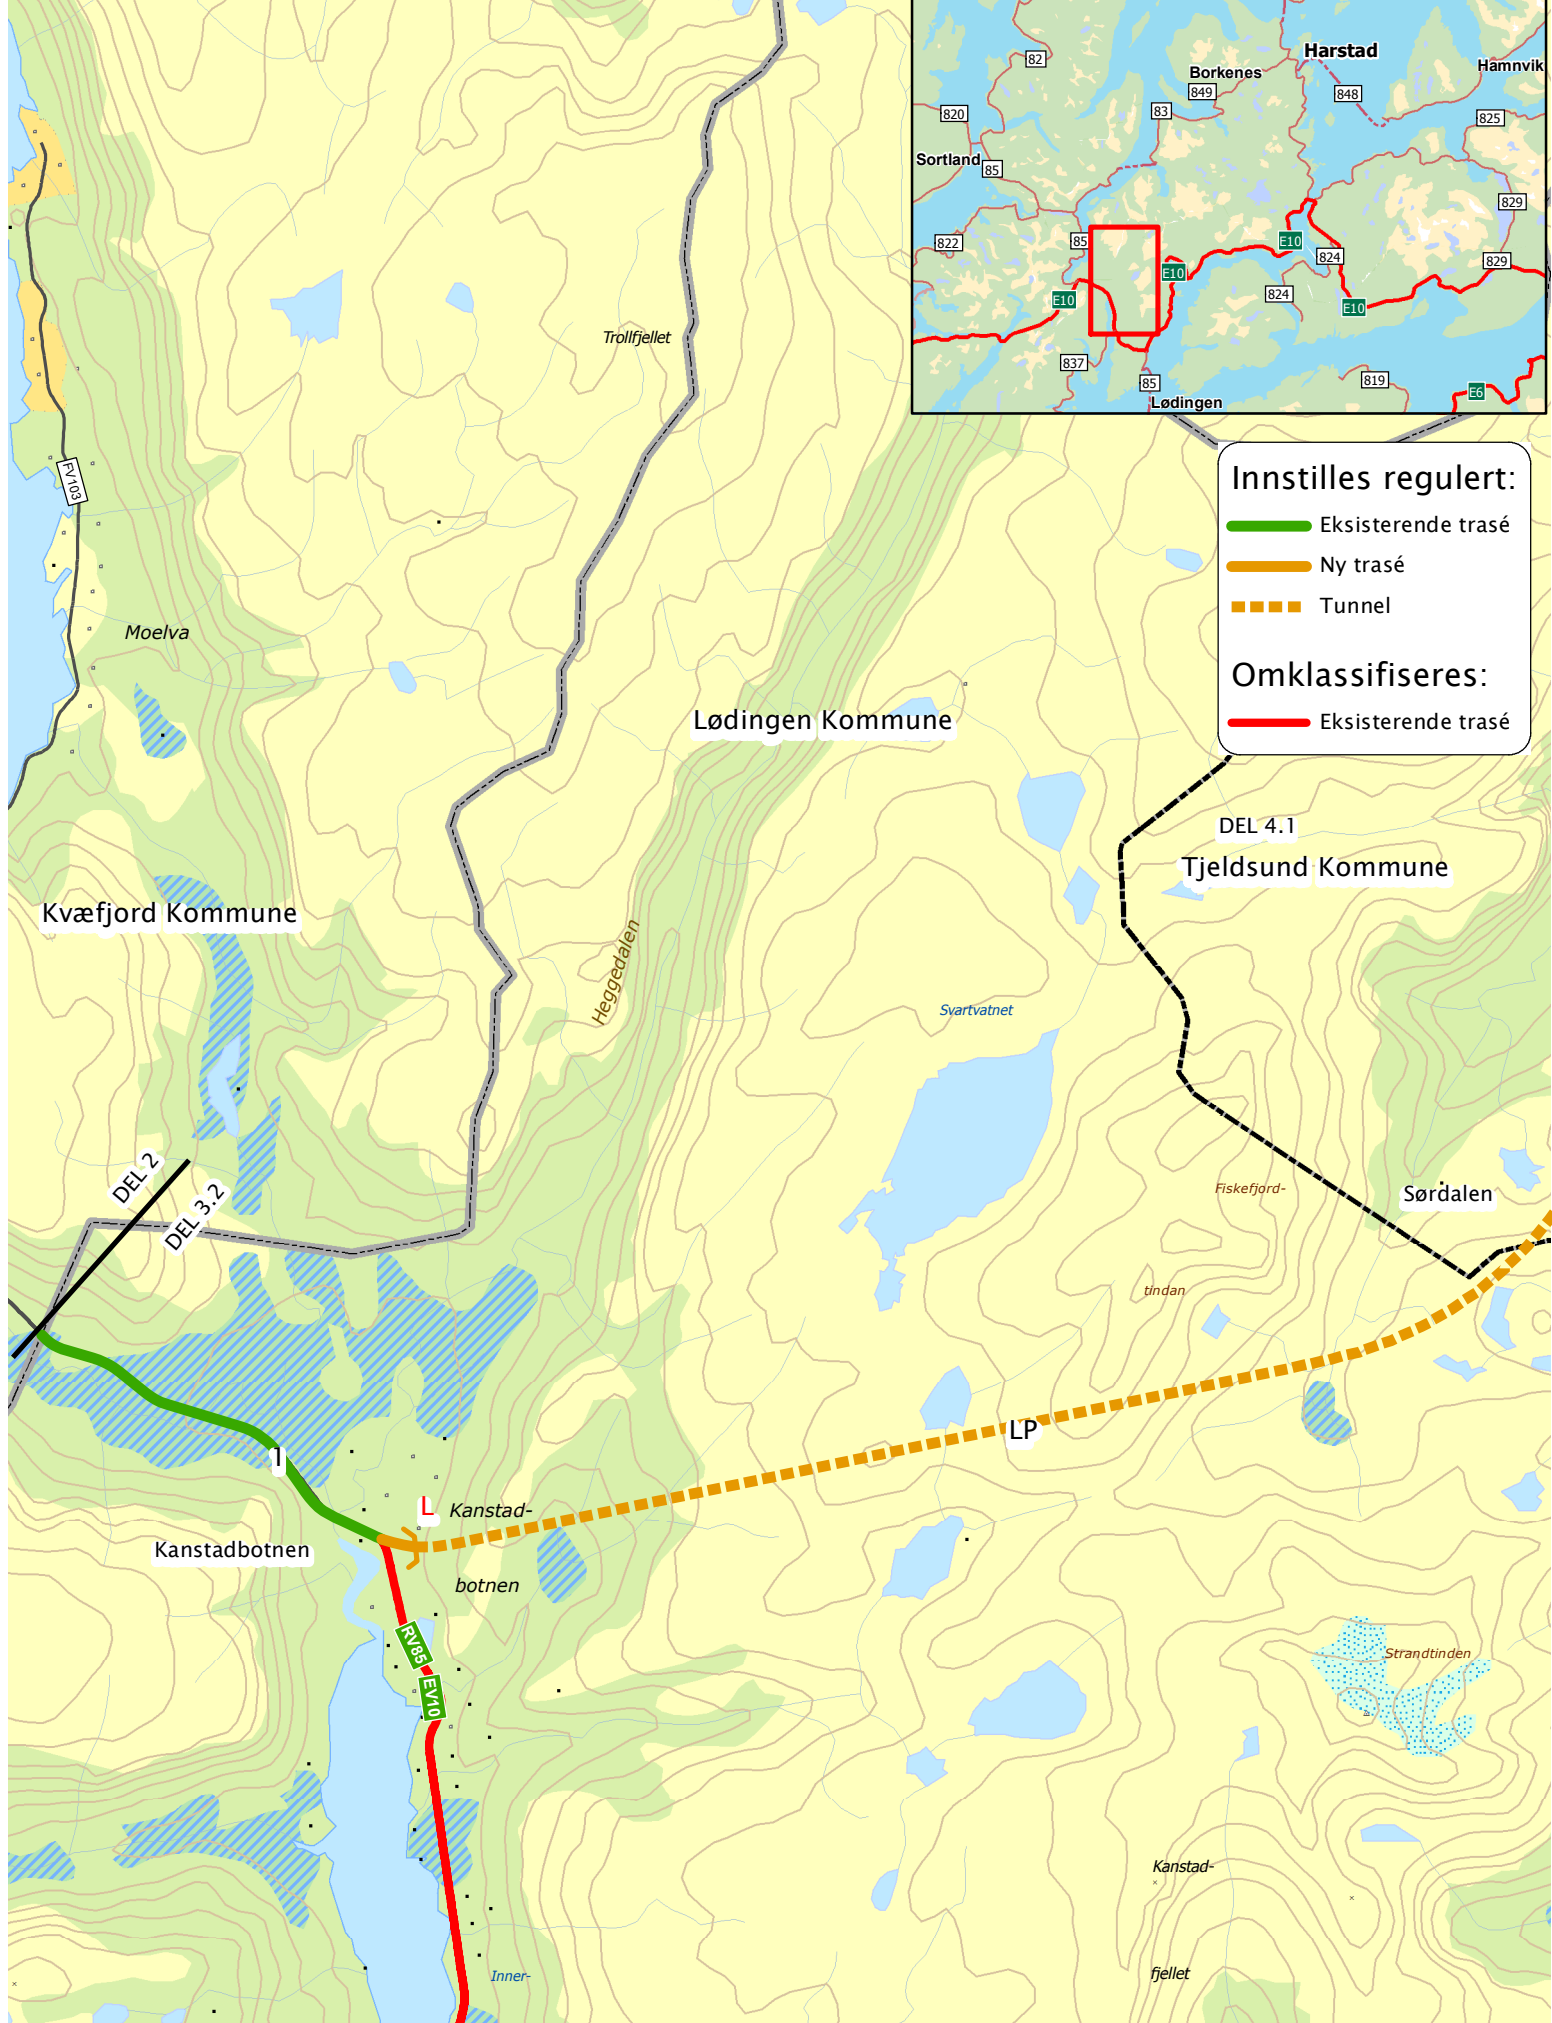 Harstad
Hamnvik
82
Borkenes
849
848
83
820
825
Sortland
85
829
822
85
E10
824
829
E10
E10
824
E10
837
85
819
E6
Lødingen
Trollfjellet
FV103
Innstilles regulert:
Eksisterende trasé
Ny trasé
Tunnel
Omklassifiseres:
Eksisterende trasé
Moelva
Lødingen Kommune
DEL 4.1
Tjeldsund Kommune
Kvæfjord Kommune
Heggedalen
Svartvatnet
DEL 2
DEL 3.2
Fiskefjord-
tindan
Sørdalen
LP
1
L
Kanstad-
botnen
Kanstadbotnen
RV85
EV10
Strandtinden
Kanstad-
fjellet
Inner-